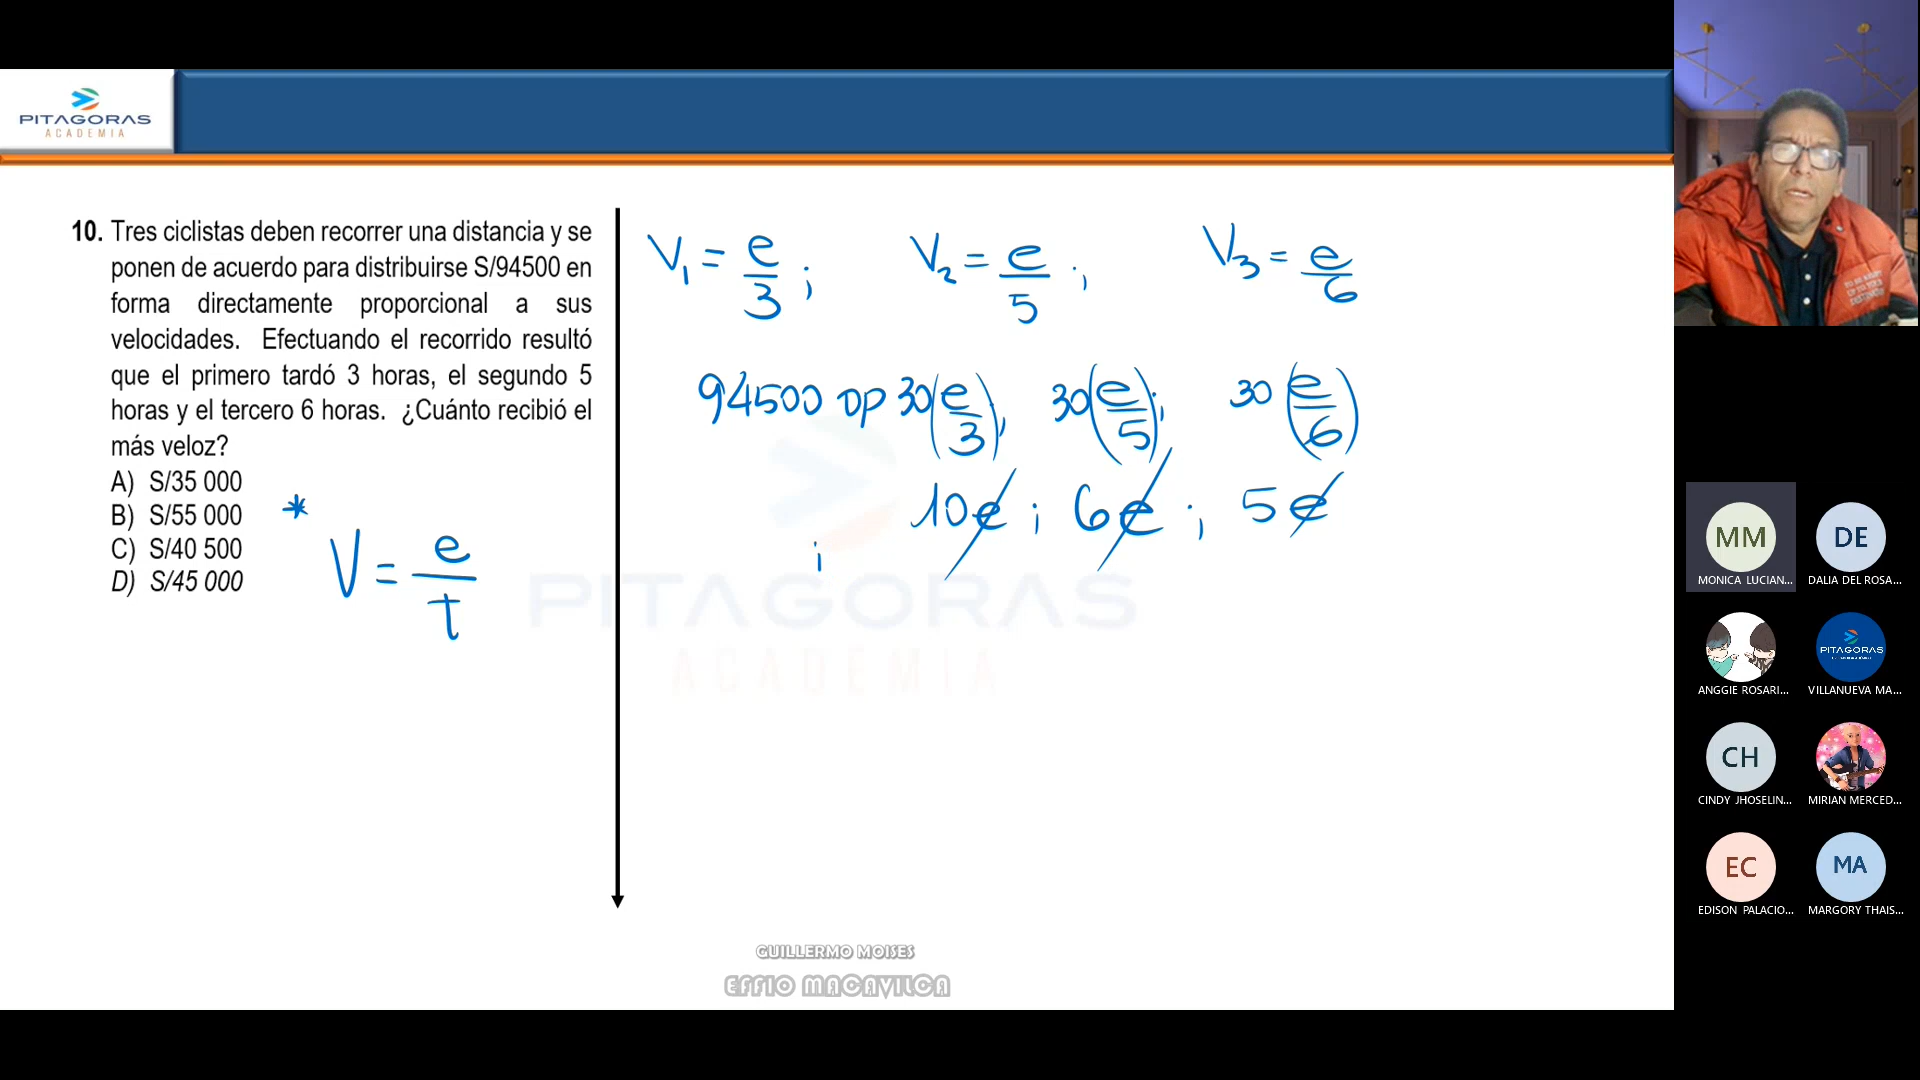 PITAGORAS
ACADEMIA
10. Tres ciclistas deben recorrer una distancia y se
ponen de acuerdo para distribuirse S/94500 en
forma directamente proporcional a sus
velocidades. Efectuando el recorrido resultó
que el primero tardó 3 horas, el segundo 5
horas y el tercero 6 horas. ¿Cuánto recibió el
más veloz?
A) S/35 000
B) S/55 000
C) S/40 500
D) S/45 000
* V = e/t
V₁ = e/3 ; V₂ = e/5 ; V₃ = e/6
94500 DP 30(e/3); 30(e/5); 30(e/6)
10e ; 6e ; 5e
;
PITAGORAS
ACADEMIA
GUILLERMO MOISES
EFFIO MACAVILCA
MM
MONICA LUCIAN...
DE
DALIA DEL ROSA...
ANGGIE ROSARI...
PITAGORAS
VILLANUEVA MA...
CH
CINDY JHOSELIN...
MIRIAN MERCED...
EC
EDISON PALACIO...
MA
MARGORY THAIS...